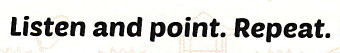 Listen and point. Repeat.